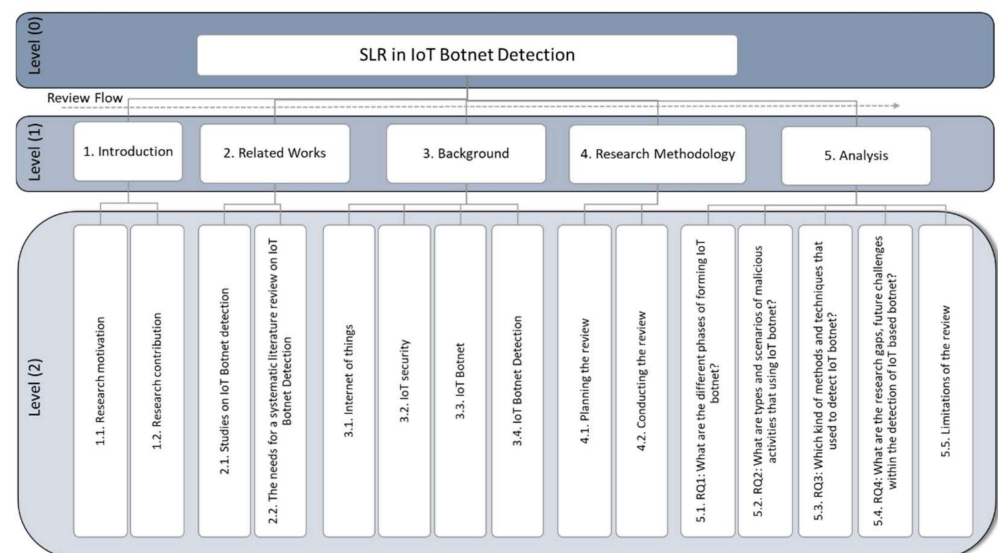 Level (0)
SLR in IoT Botnet Detection
Review Flow
Level (1)
1. Introduction
2. Related Works
3. Background
4. Research Methodology
5. Analysis
Level (2)
1.1. Research motivation
1.2. Research contribution
2.1. Studies on IoT Botnet detection
2.2. The needs for a systematic literature review on IoT
Botnet Detection
3.1. Internet of things
3.2. IoT security
3.3. IoT Botnet
3.4. IoT Botnet Detection
4.1. Planning the review
4.2. Conducting the review
5.1. RQ1: What are the different phases of forming IoT
botnet?
5.2. RQ2: What are types and scenarios of malicious
activities that using IoT botnet?
5.3. RQ3: Which kind of methods and techniques that
used to detect IoT botnet?
5.4. RQ4: What are the research gaps, future challenges
within the detection of IoT based botnet?
5.5. Limitations of the review